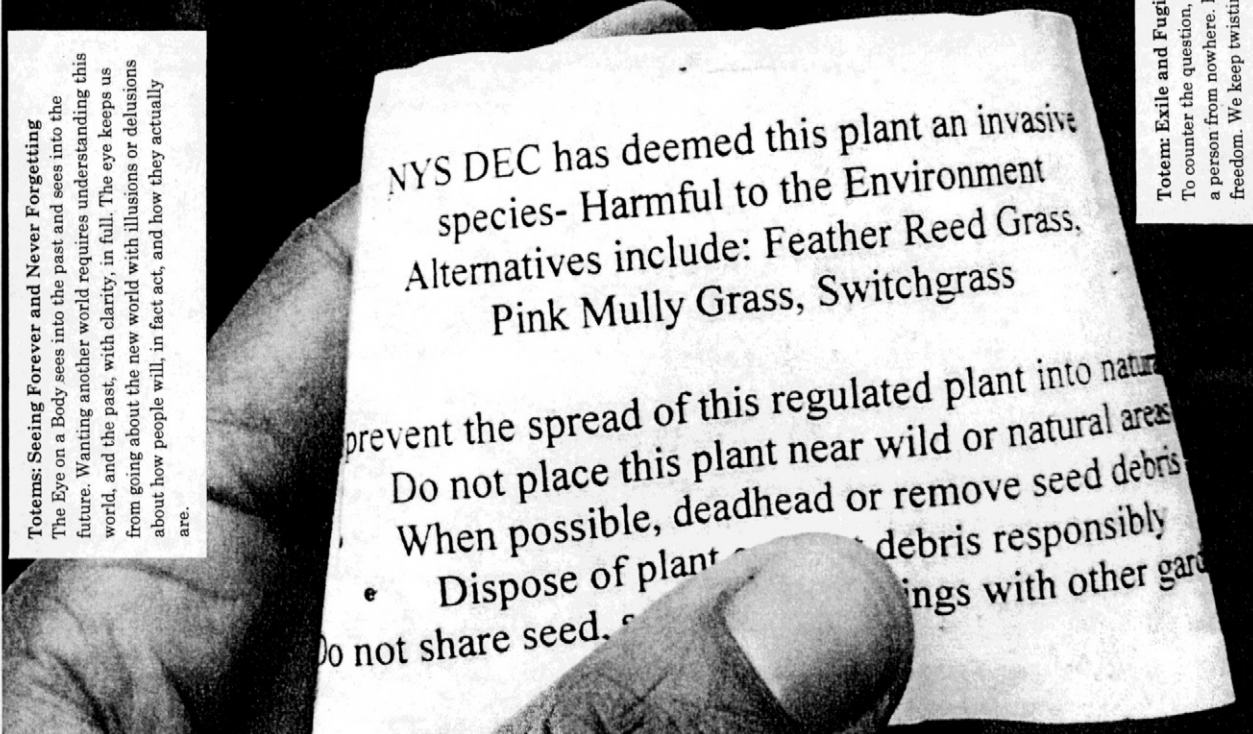 Totems: Seeing Forever and Never Forgetting
The Eye on a Body sees into the past and sees into the
future. Wanting another world requires understanding this
world, and the past, with clarity, in full. The eye keeps us
from going about the new world with illusions or delusions
about how people will, in fact act, and how they actually
are.
NYS DEC has deemed this plant an invasive
species- Harmful to the Environment
Alternatives include: Feather Reed Grass,
Pink Mully Grass, Switchgrass
prevent the spread of this regulated plant into
Do not place this plant near wild or natural areas
When possible, deadhead or remove seed debris
Dispose of plant debris responsibly
Do not share seed, with other
Totem: Exile and
To counter the question,
a person from nowhere.
freedom. We keep